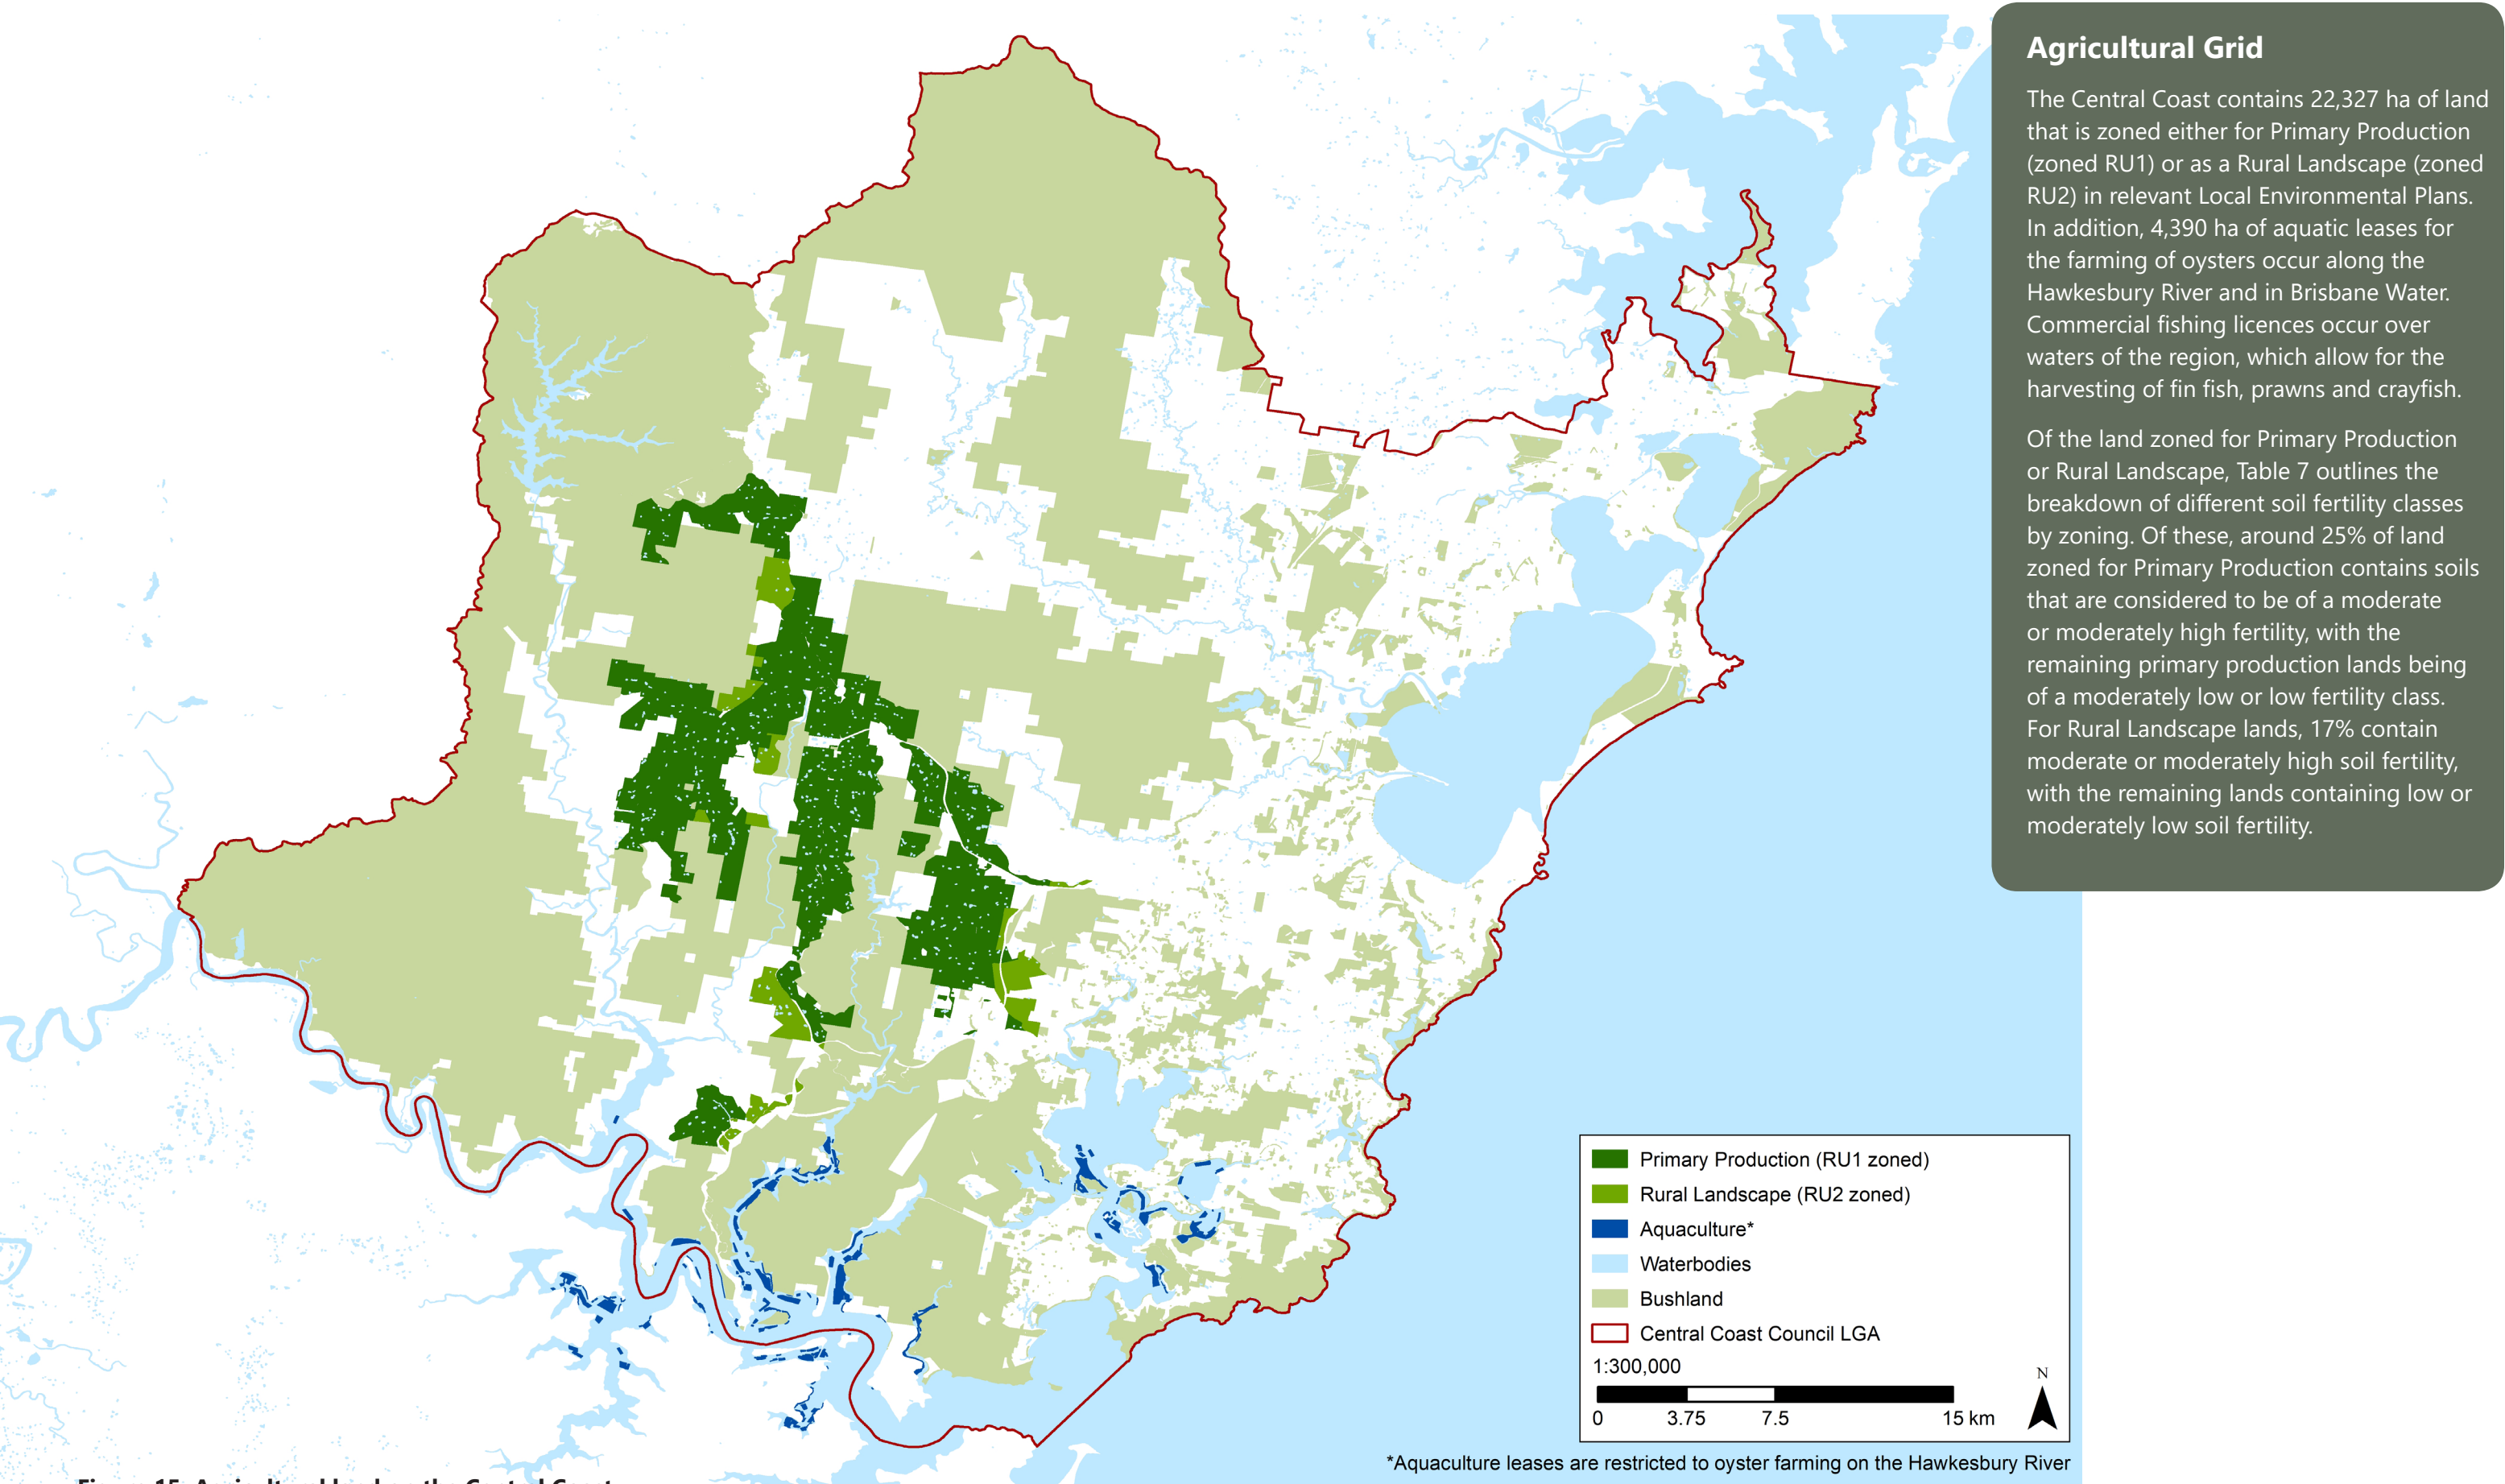 Agricultural Grid
The Central Coast contains 22,327 ha of land
that is zoned either for Primary Production
(zoned RU1) or as a Rural Landscape (zoned
RU2) in relevant Local Environmental Plans.
In addition, 4,390 ha of aquatic leases for
the farming of oysters occur along the
Hawkesbury River and in Brisbane Water.
Commercial fishing licences occur over
waters of the region, which allow for the
harvesting of fin fish, prawns and crayfish.
Of the land zoned for Primary Production
or Rural Landscape, Table 7 outlines the
breakdown of different soil fertility classes
by zoning. Of these, around 25% of land
zoned for Primary Production contains soils
that are considered to be of a moderate
or moderately high fertility, with the
remaining primary production lands being
of a moderately low or low fertility class.
For Rural Landscape lands, 17% contain
moderate or moderately high soil fertility,
with the remaining lands containing low or
moderately low soil fertility.
Primary Production (RU1 zoned)
Rural Landscape (RU2 zoned)
Aquaculture*
Waterbodies
Bushland
Central Coast Council LGA
1:300,000
N
0 3.75 7.5 15 km
*Aquaculture leases are restricted to oyster farming on the Hawkesbury River